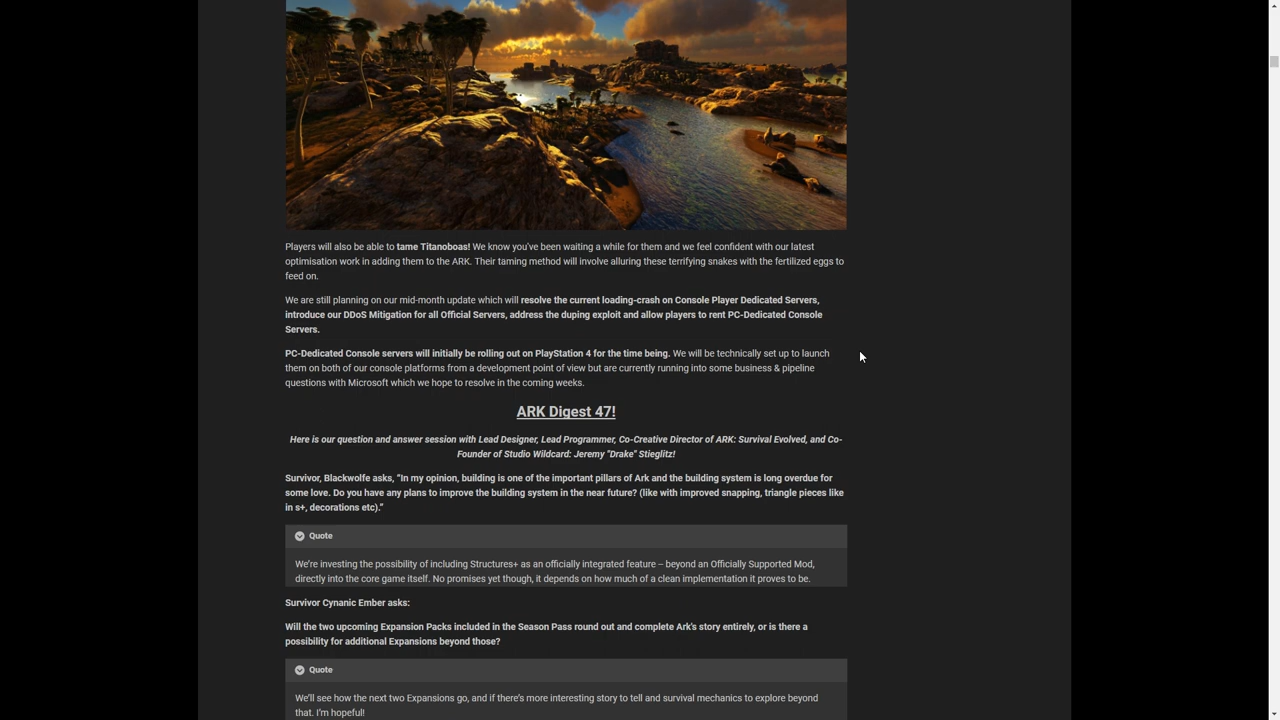 Players will also be able to tame Titanoboas! We know you've been waiting a while for them and we feel confident with our latest
optimisation work in adding them to the ARK. Their taming method will involve alluring these terrifying snakes with the fertilized eggs to
feed on.
We are still planning on our mid-month update which will resolve the current loading-crash on Console Player Dedicated Servers,
introduce our DDoS Mitigation for all Official Servers, address the duping exploit and allow players to rent PC-Dedicated Console
Servers.
PC-Dedicated Console servers will initially be rolling out on PlayStation 4 for the time being. We will be technically set up to launch
them on both of our console platforms from a development point of view but are currently running into some business & pipeline
questions with Microsoft which we hope to resolve in the coming weeks.
ARK Digest 47!
Here is our question and answer session with Lead Designer, Lead Programmer, Co-Creative Director of ARK: Survival Evolved, and Co-
Founder of Studio Wildcard: Jeremy "Drake" Stieglitz!
Survivor, Blackwolfe asks, "In my opinion, building is one of the important pillars of Ark and the building system is long overdue for
some love. Do you have any plans to improve the building system in the near future? (like with improved snapping, triangle pieces like
in s+, decorations etc)."
Quote
We're investing the possibility of including Structures+ as an officially integrated feature – beyond an Officially Supported Mod,
directly into the core game itself. No promises yet though, it depends on how much of a clean implementation it proves to be.
Survivor Cynanic Ember asks:
Will the two upcoming Expansion Packs included in the Season Pass round out and complete Ark's story entirely, or is there a
possibility for additional Expansions beyond those?
Quote
We'll see how the next two Expansions go, and if there's more interesting story to tell and survival mechanics to explore beyond
that. I'm hopeful!